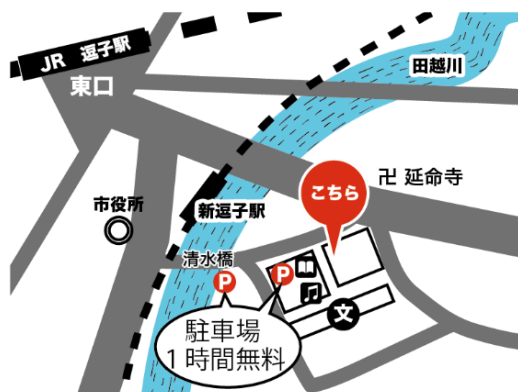 JR 逗子駅
東口
田越川
卍 延命寺
こちら
市役所
新逗子駅
清水橋
P
P
文
駐車場
1時間無料